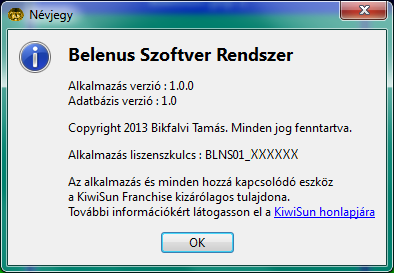 Névjegy
Belenus Szoftver Rendszer
Alkalmazás verzió : 1.0.0
Adatbázis verzió : 1.0
Copyright 2013 Bikfalvi Tamás. Minden jog fenntartva.
Alkalmazás liszenszkulcs : BLNS01_XXXXXX
Az alkalmazás és minden hozzá kapcsolódó eszköz
a KiwiSun Franchise kizárólagos tulajdona.
További információkért látogasson el a KiwiSun honlapjára
OK